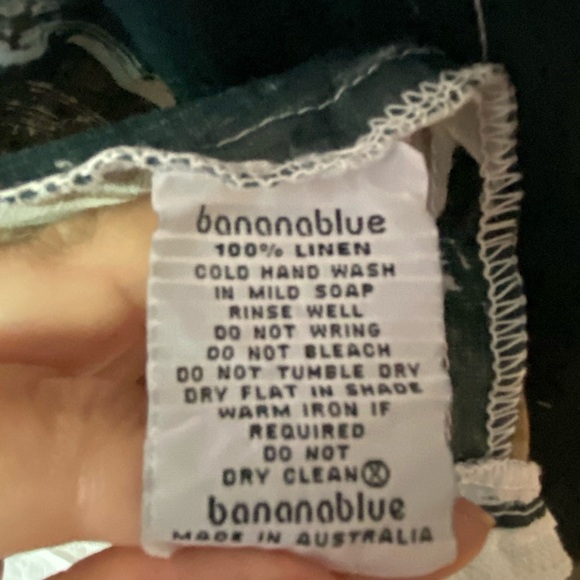 bananablue
100% LINEN
COLD HAND WASH
IN MILD SOAP
RINSE WELL
DO NOT WRING
DO NOT BLEACH
DO NOT TUMBLE DRY
DRY FLAT IN SHADE
WARM IRON IF
REQUIRED
DO NOT
DRY CLEAN Ⓧ
bananablue
MADE IN AUSTRALIA